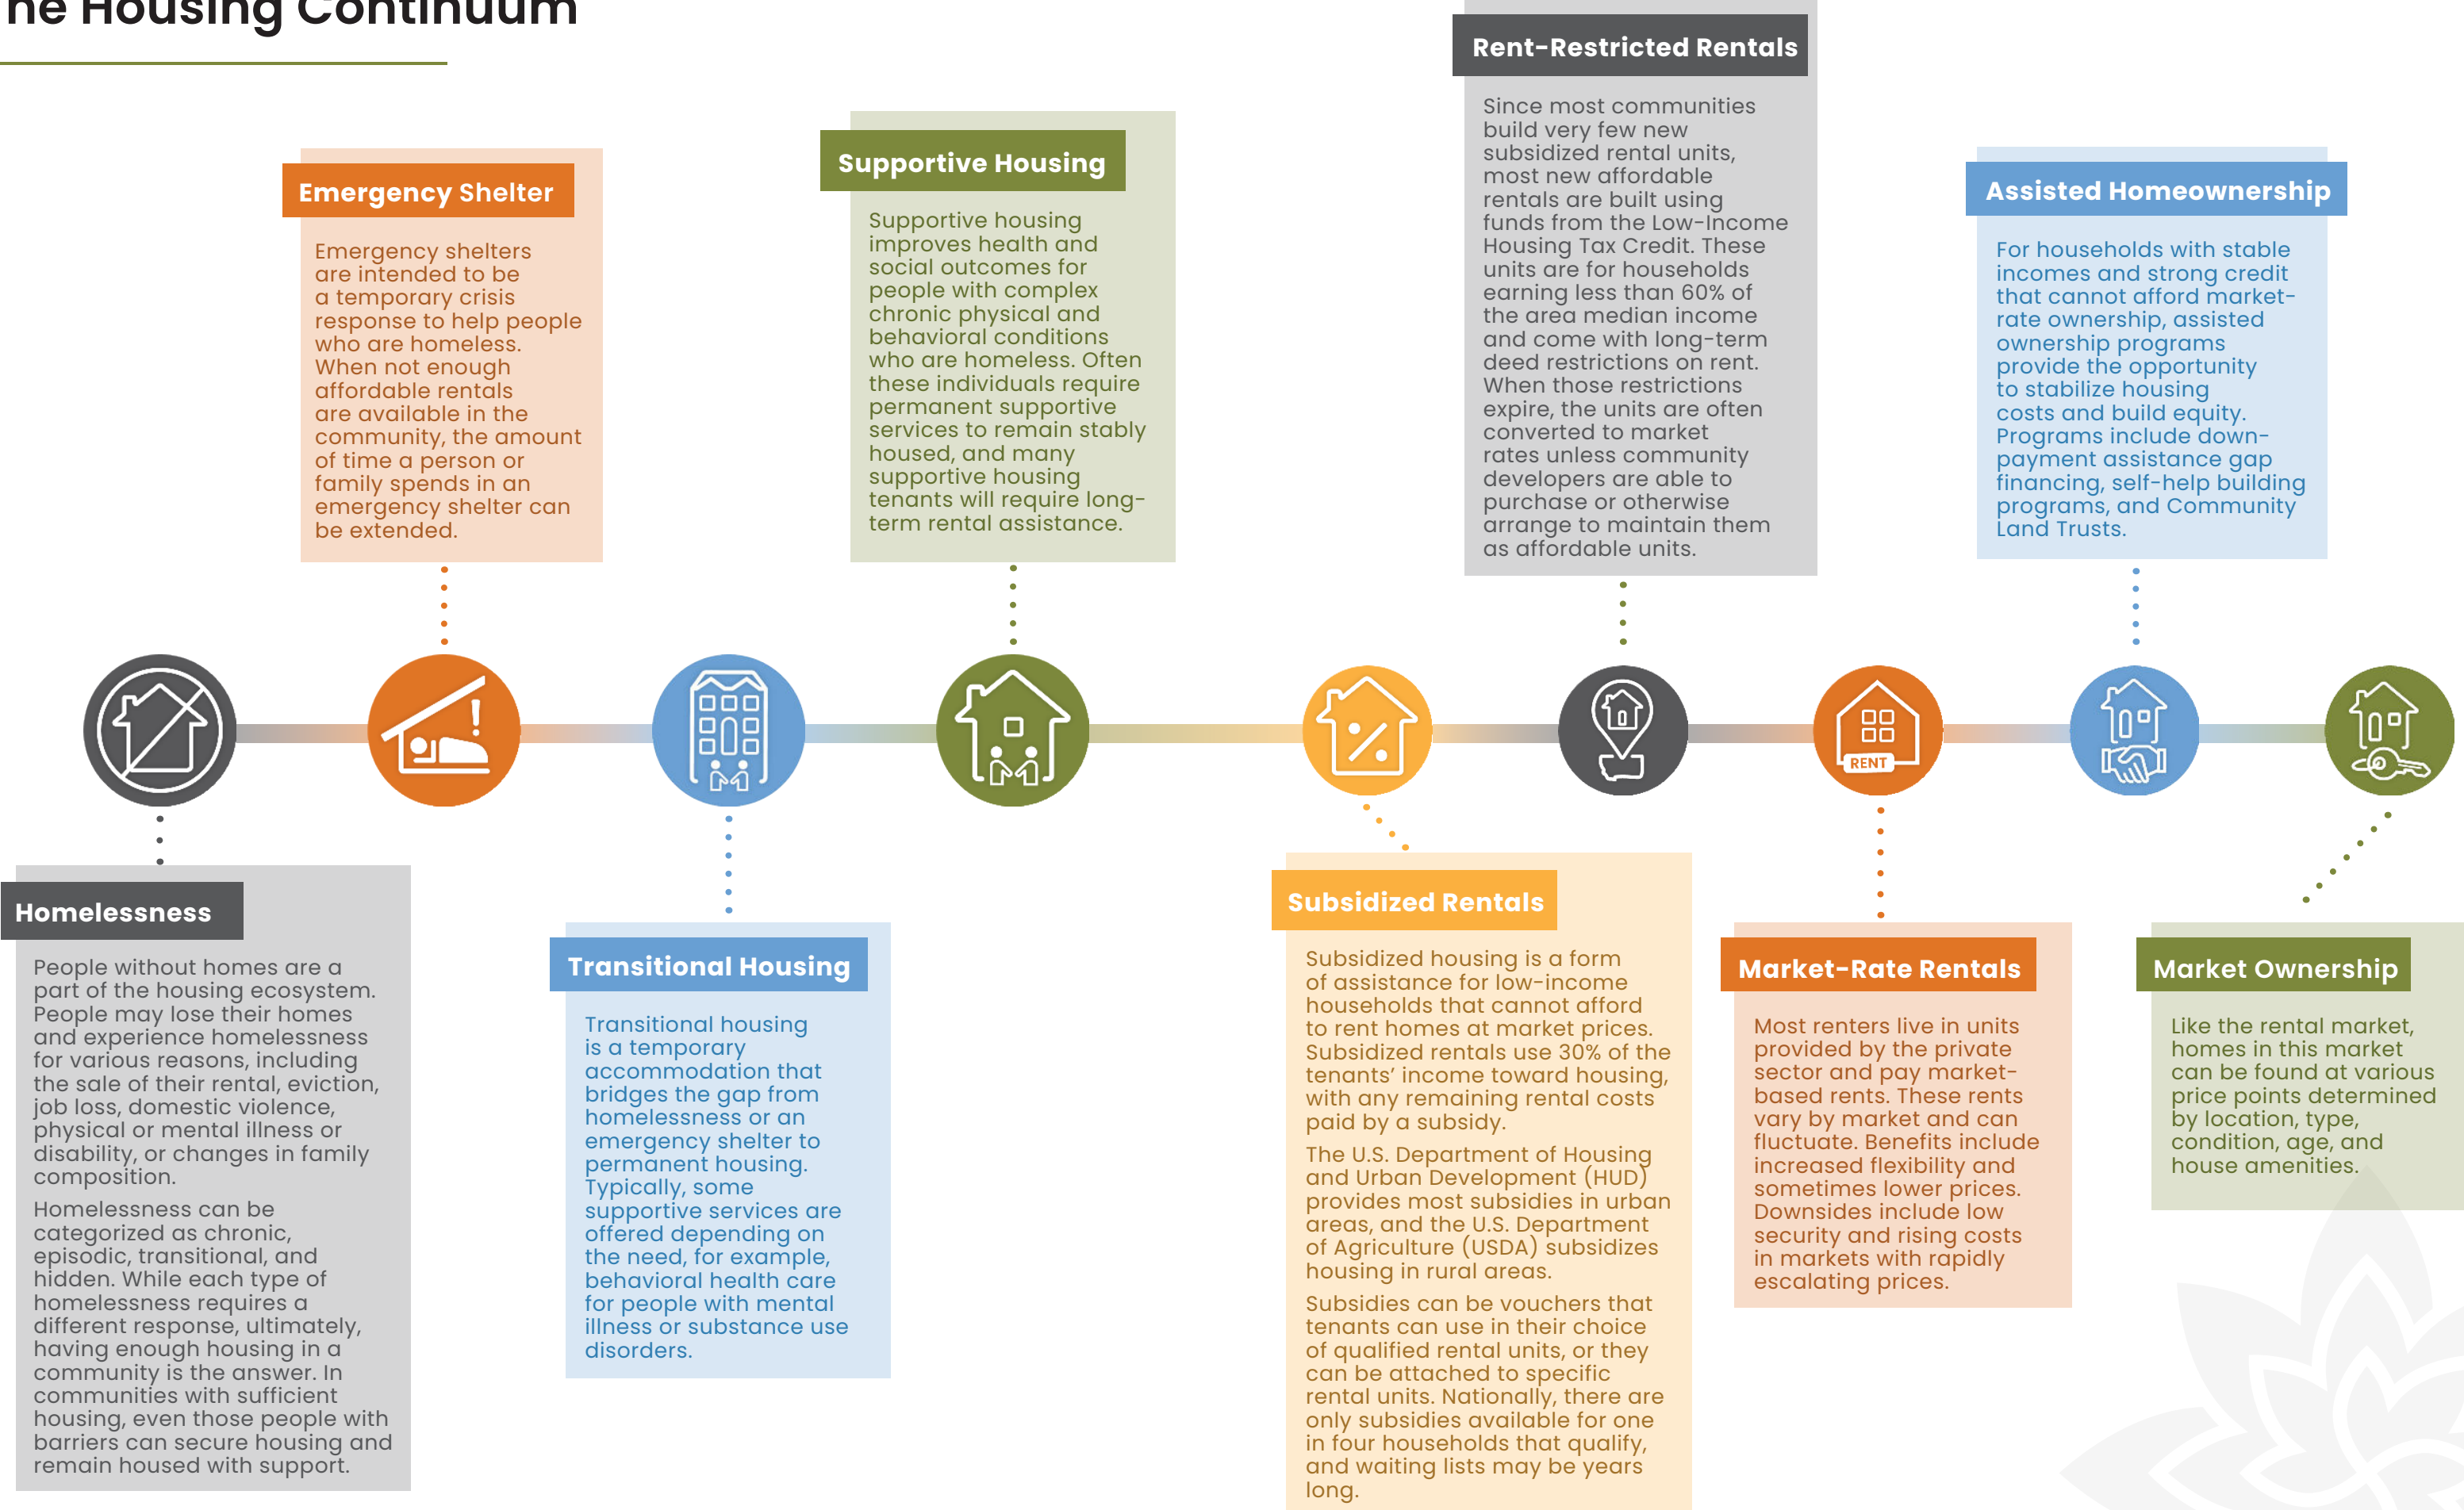 he Housing Continuum
Homelessness
People without homes are a
part of the housing ecosystem.
People may lose their homes
and experience homelessness
for various reasons, including
the sale of their rental, eviction,
job loss, domestic violence,
physical or mental illness or
disability, or changes in family
composition.
Homelessness can be
categorized as chronic,
episodic, transitional, and
hidden. While each type of
homelessness requires a
different response, ultimately,
having enough housing in a
community is the answer. In
communities with sufficient
housing, even those people with
barriers can secure housing and
remain housed with support.
Emergency Shelter
Emergency shelters
are intended to be
a temporary crisis
response to help people
who are homeless.
When not enough
affordable rentals
are available in the
community, the amount
of time a person or
family spends in an
emergency shelter can
be extended.
Transitional Housing
Transitional housing
is a temporary
accommodation that
bridges the gap from
homelessness or an
emergency shelter to
permanent housing.
Typically, some
supportive services are
offered depending on
the need, for example,
behavioral health care
for people with mental
illness or substance use
disorders.
Supportive Housing
Supportive housing
improves health and
social outcomes for
people with complex
chronic physical and
behavioral conditions
who are homeless. Often
these individuals require
permanent supportive
services to remain stably
housed, and many
supportive housing
tenants will require long-
term rental assistance.
Subsidized Rentals
Subsidized housing is a form
of assistance for low-income
households that cannot afford
to rent homes at market prices.
Subsidized rentals use 30% of the
tenants' income toward housing,
with any remaining rental costs
paid by a subsidy.
The U.S. Department of Housing
and Urban Development (HUD)
provides most subsidies in urban
areas, and the U.S. Department
of Agriculture (USDA) subsidizes
housing in rural areas.
Subsidies can be vouchers that
tenants can use in their choice
of qualified rental units, or they
can be attached to specific
rental units. Nationally, there are
only subsidies available for one
in four households that qualify,
and waiting lists may be years
long.
Rent-Restricted Rentals
Since most communities
build very few new
subsidized rental units,
most new affordable
rentals are built using
funds from the Low-Income
Housing Tax Credit. These
units are for households
earning less than 60% of
the area median income
and come with long-term
deed restrictions on rent.
When those restrictions
expire, the units are often
converted to market
rates unless community
developers are able to
purchase or otherwise
arrange to maintain them
as affordable units.
RENT
Market-Rate Rentals
Most renters live in units
provided by the private
sector and pay market-
based rents. These rents
vary by market and can
fluctuate. Benefits include
increased flexibility and
sometimes lower prices.
Downsides include low
security and rising costs
in markets with rapidly
escalating prices.
Assisted Homeownership
For households with stable
incomes and strong credit
that cannot afford market-
rate ownership, assisted
ownership programs
provide the opportunity
to stabilize housing
costs and build equity.
Programs include down-
payment assistance gap
financing, self-help building
programs, and Community
Land Trusts.
Market Ownership
Like the rental market,
homes in this market
can be found at various
price points determined
by location, type,
condition, age, and
house amenities.